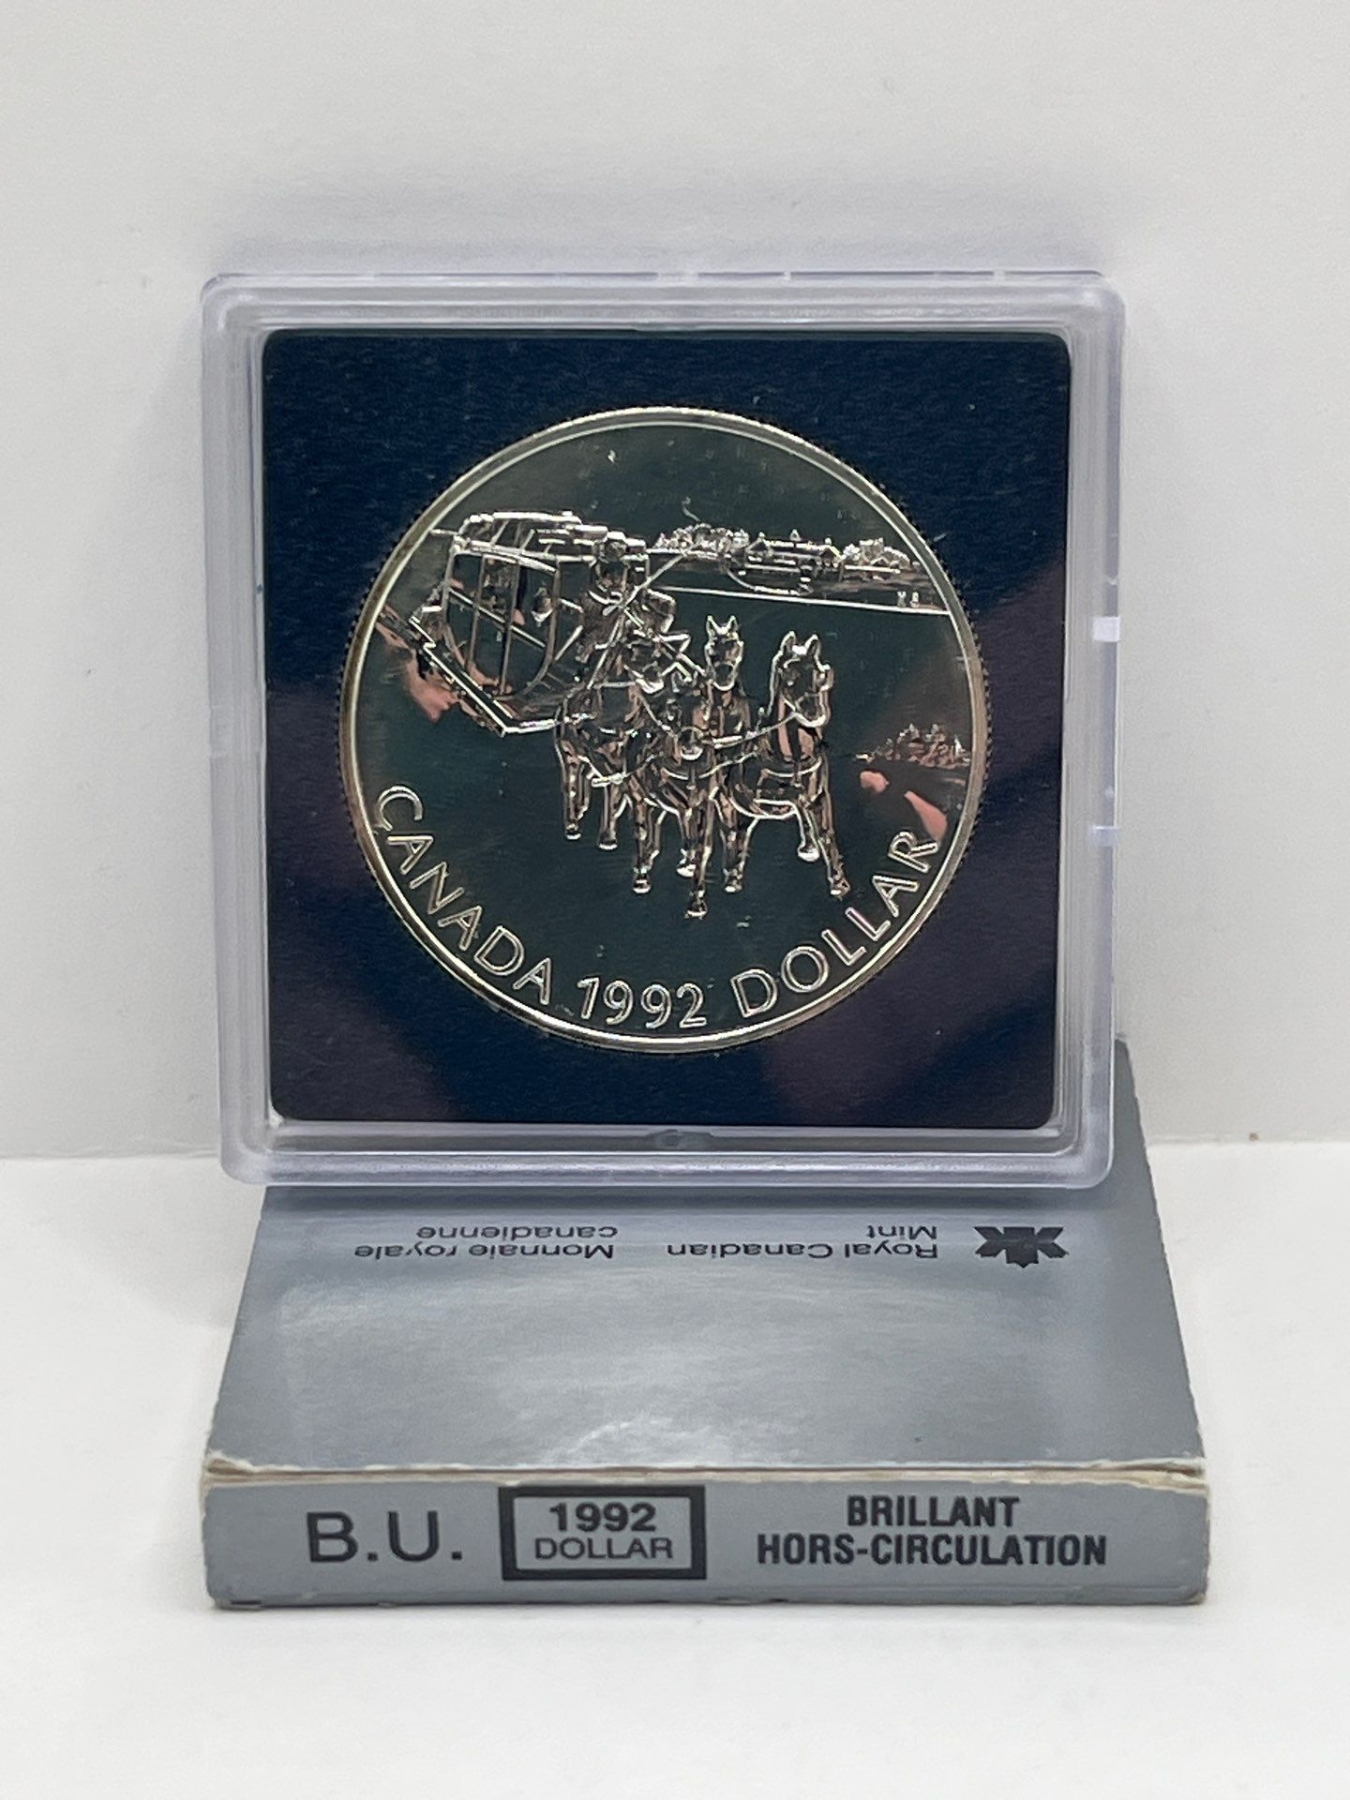 CANADA 1992 DOLLAR
Royal Canadian
Mint
Monnaie royale
canadienne
B.U.
1992
DOLLAR
BRILLANT
HORS-CIRCULATION